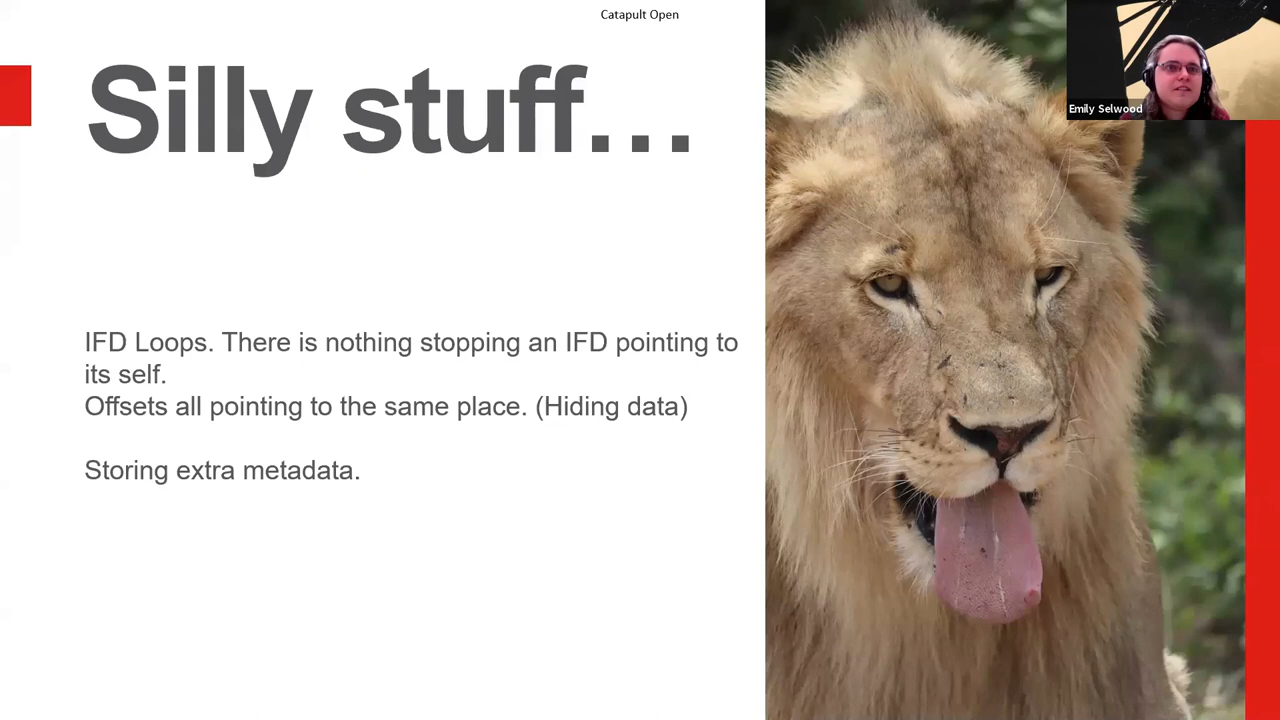 Catapult Open
Silly stuff...
Emily Selwood
IFD Loops. There is nothing stopping an IFD pointing to
its self.
Offsets all pointing to the same place. (Hiding data)
Storing extra metadata.